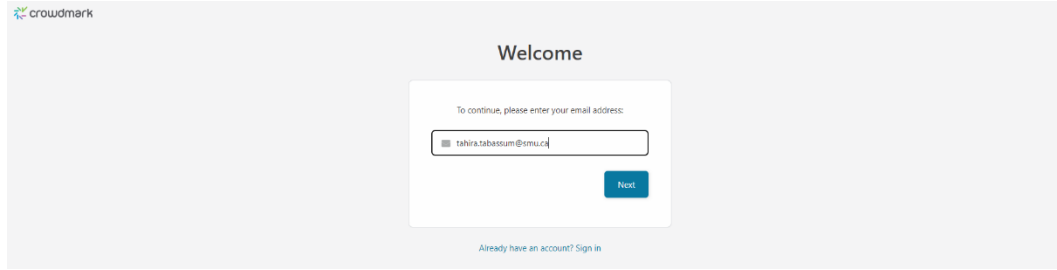 crowdmark
Welcome
To continue, please enter your email address:
tahira.tabassum@smu.ca
Next
Already have an account? Sign in